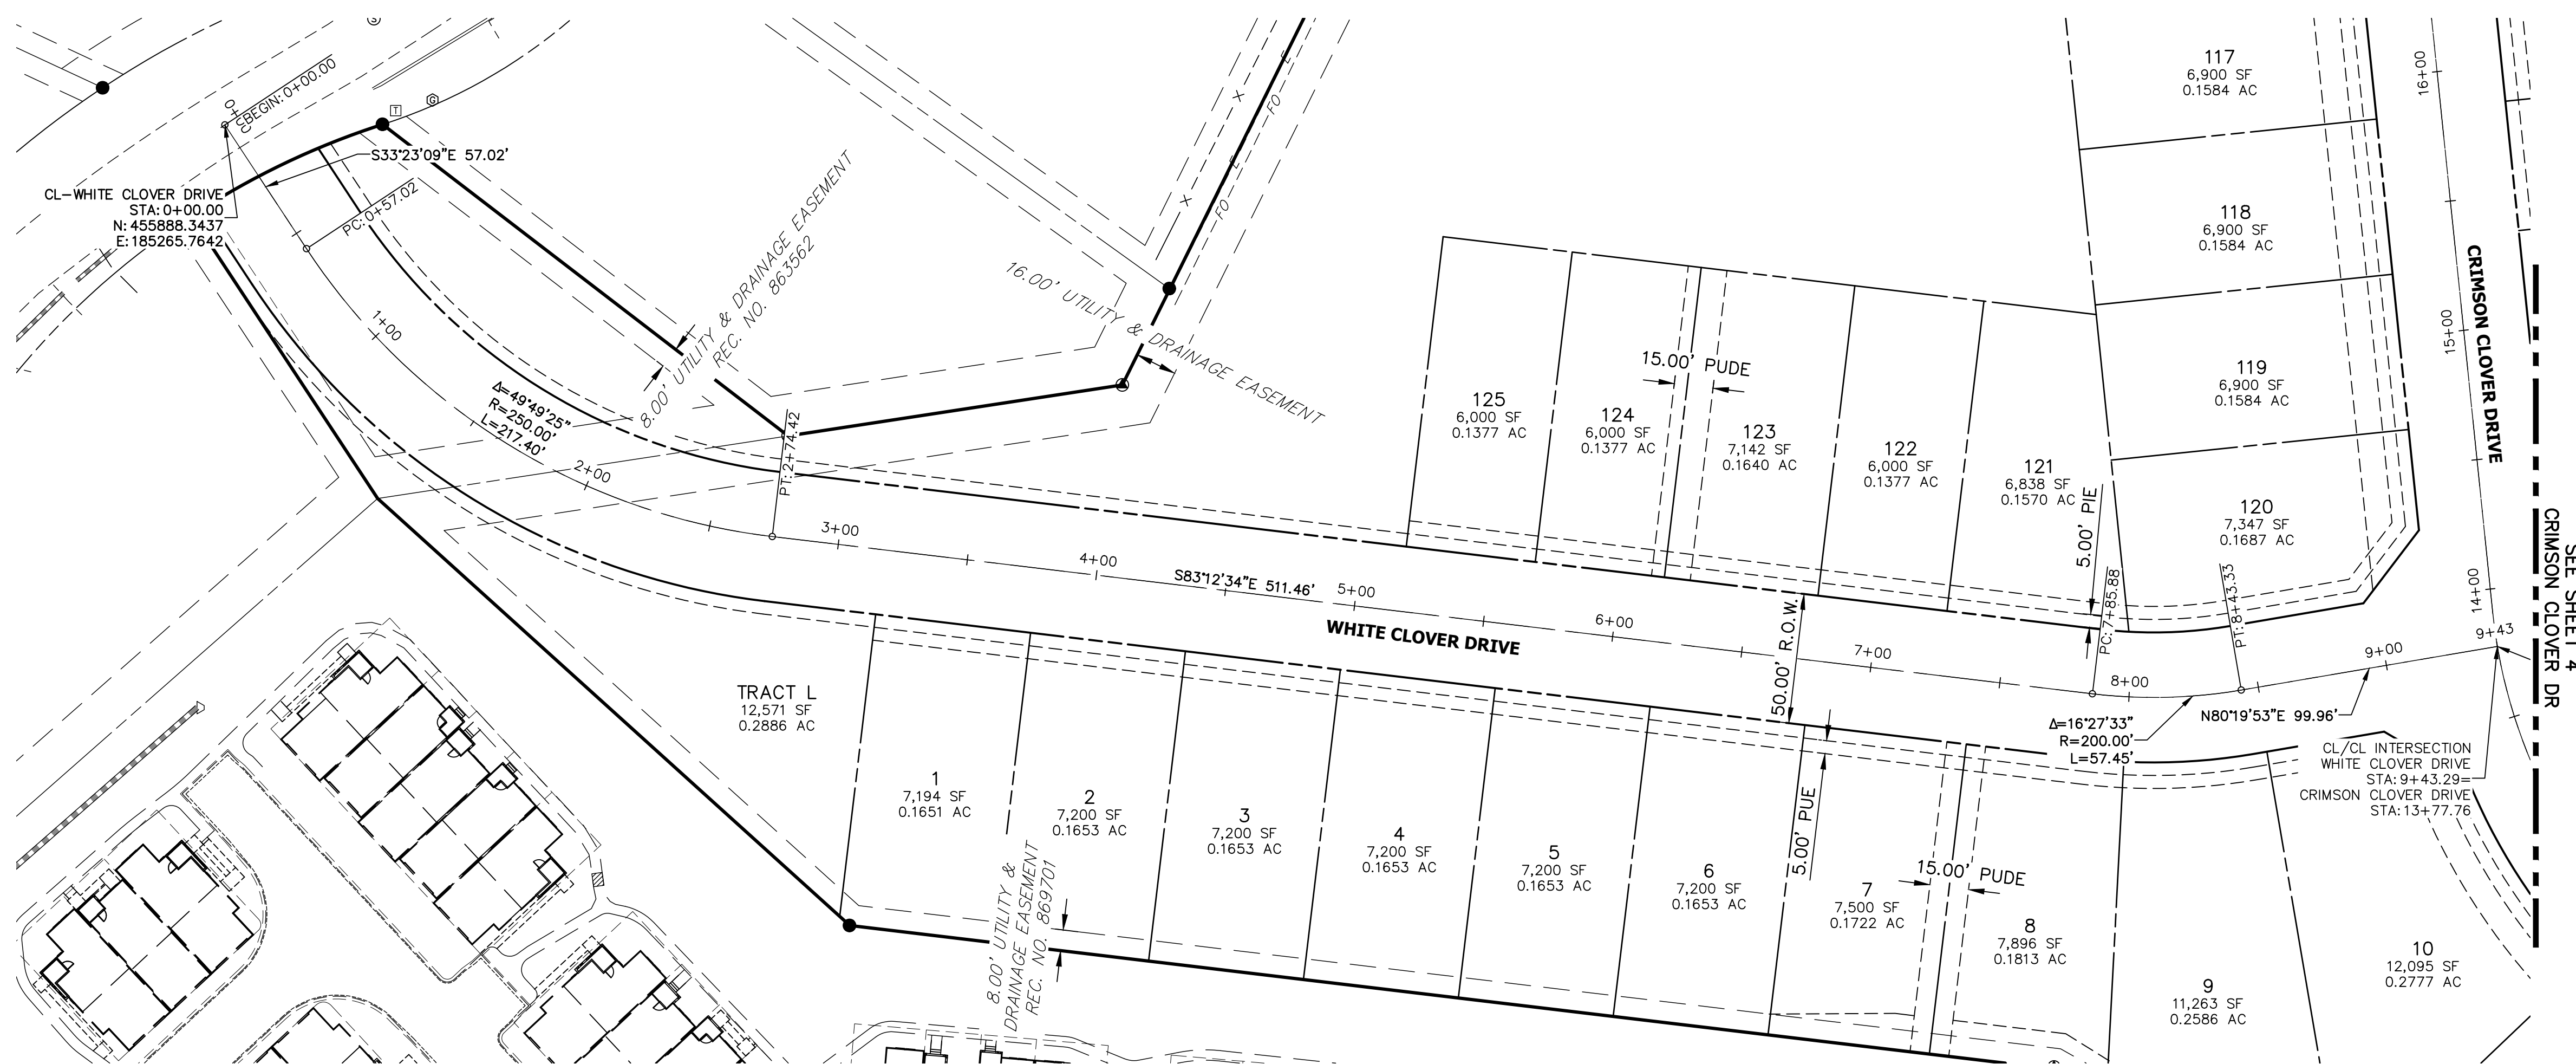 BEGIN: 0+00.00
0+00
S
T
G
S33°23'09"E 57.02'
CL-WHITE CLOVER DRIVE
STA: 0+00.00
N: 455888.3437
E:185265.7642
PC: 0+57.02
1+00
Δ=49°49'25"
R=250.00'
L=217.40'
2+00
8.00' UTILITY & DRAINAGE EASEMENT
REC. NO. 863562
16.00' UTILITY & DRAINAGE EASEMENT
X
X
E
E
FO
FO
PT: 2+74.42
3+00
4+00
S83°12'34"E 511.46'
5+00
6+00
7+00
8+00
9+00
9+43
WHITE CLOVER DRIVE
50.00' R.O.W.
117
6,900 SF
0.1584 AC
118
6,900 SF
0.1584 AC
119
6,900 SF
0.1584 AC
120
7,347 SF
0.1687 AC
121
6,838 SF
0.1570 AC
122
6,000 SF
0.1377 AC
15.00' PUDE
123
7,142 SF
0.1640 AC
124
6,000 SF
0.1377 AC
125
6,000 SF
0.1377 AC
5.00' PIE
PC: 7+85.88
PT: 8+43.33
16+00
15+00
14+00
CRIMSON CLOVER DRIVE
SEE SHEET 4
CRIMSON CLOVER DR
Δ=16°27'33"
R=200.00'
L=57.45'
N80°19'53"E 99.96'
CL/CL INTERSECTION
WHITE CLOVER DRIVE
STA: 9+43.29=
CRIMSON CLOVER DRIVE
STA: 13+77.76
TRACT L
12,571 SF
0.2886 AC
1
7,194 SF
0.1651 AC
2
7,200 SF
0.1653 AC
3
7,200 SF
0.1653 AC
4
7,200 SF
0.1653 AC
5
7,200 SF
0.1653 AC
6
7,200 SF
0.1653 AC
5.00' PUE
7
7,500 SF
0.1722 AC
15.00' PUDE
8
7,896 SF
0.1813 AC
9
11,263 SF
0.2586 AC
10
12,095 SF
0.2777 AC
8.00' UTILITY &
DRAINAGE EASEMENT
REC. NO. 869701